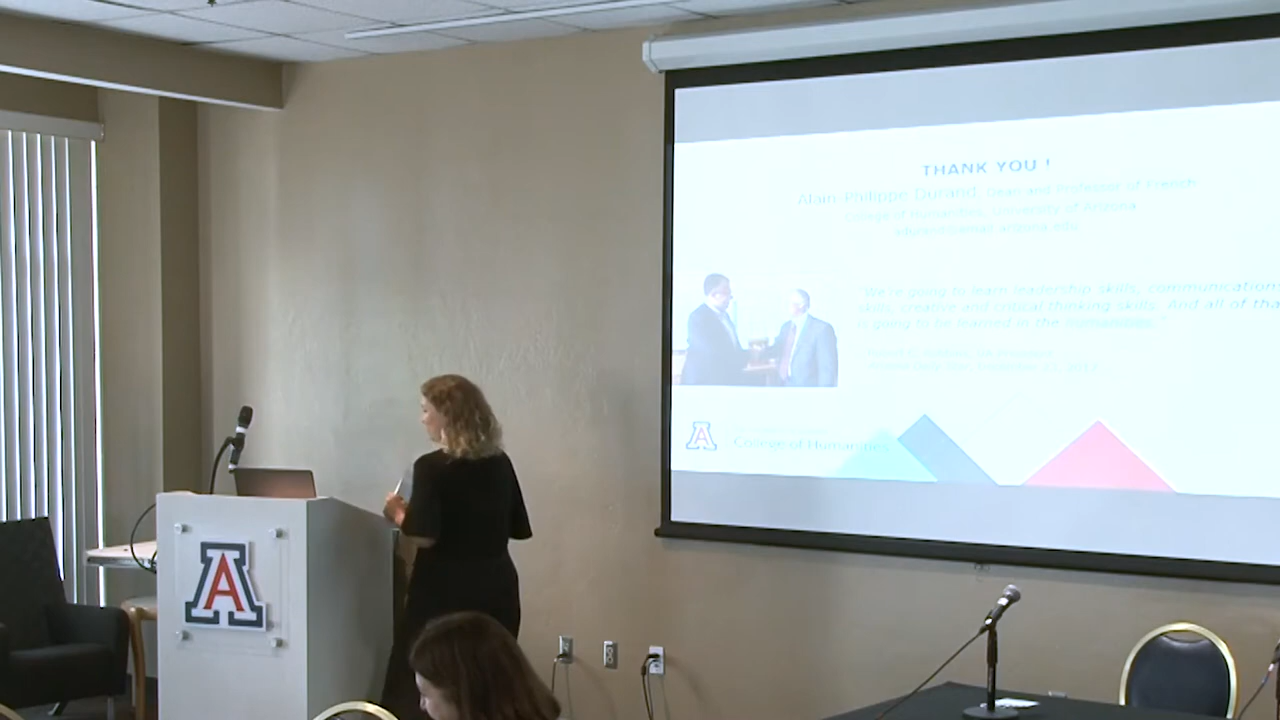 THANK YOU !
Alain-Philippe Durand, Dean and Professor of French
College of Humanities, University of Arizona
"We're going to learn leadership skills, communication
skills, creative and critical thinking skills. And all of tha
is going to be learned in the humanities."
A
College of Humanities
A